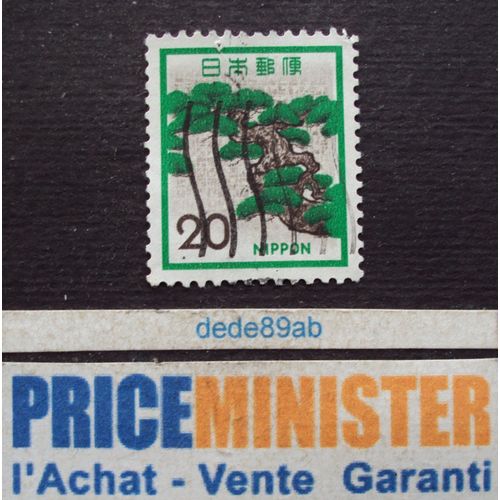 日本郵便
20
NIPPON
dede89ab
PRICEMINISTER
l'Achat - Vente Garanti